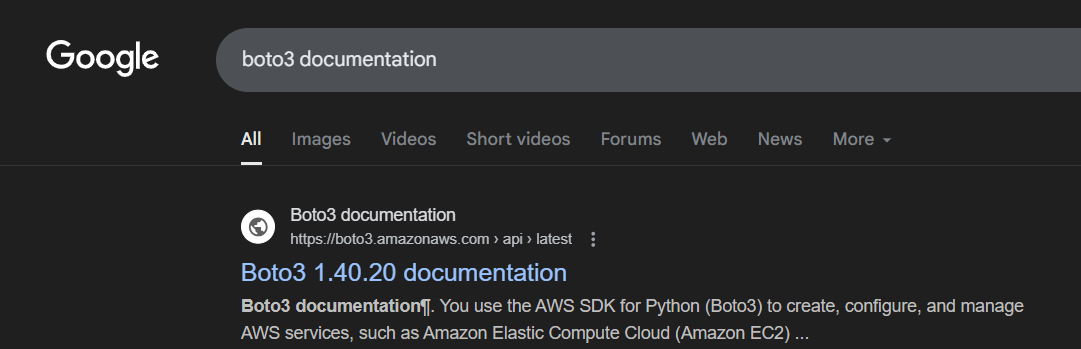 Google
boto3 documentation
All Images Videos Short videos Forums Web News More
Boto3 documentation
https://boto3.amazonaws.com › api › latest
Boto3 1.40.20 documentation
Boto3 documentation¶. You use the AWS SDK for Python (Boto3) to create, configure, and manage
AWS services, such as Amazon Elastic Compute Cloud (Amazon EC2) ...